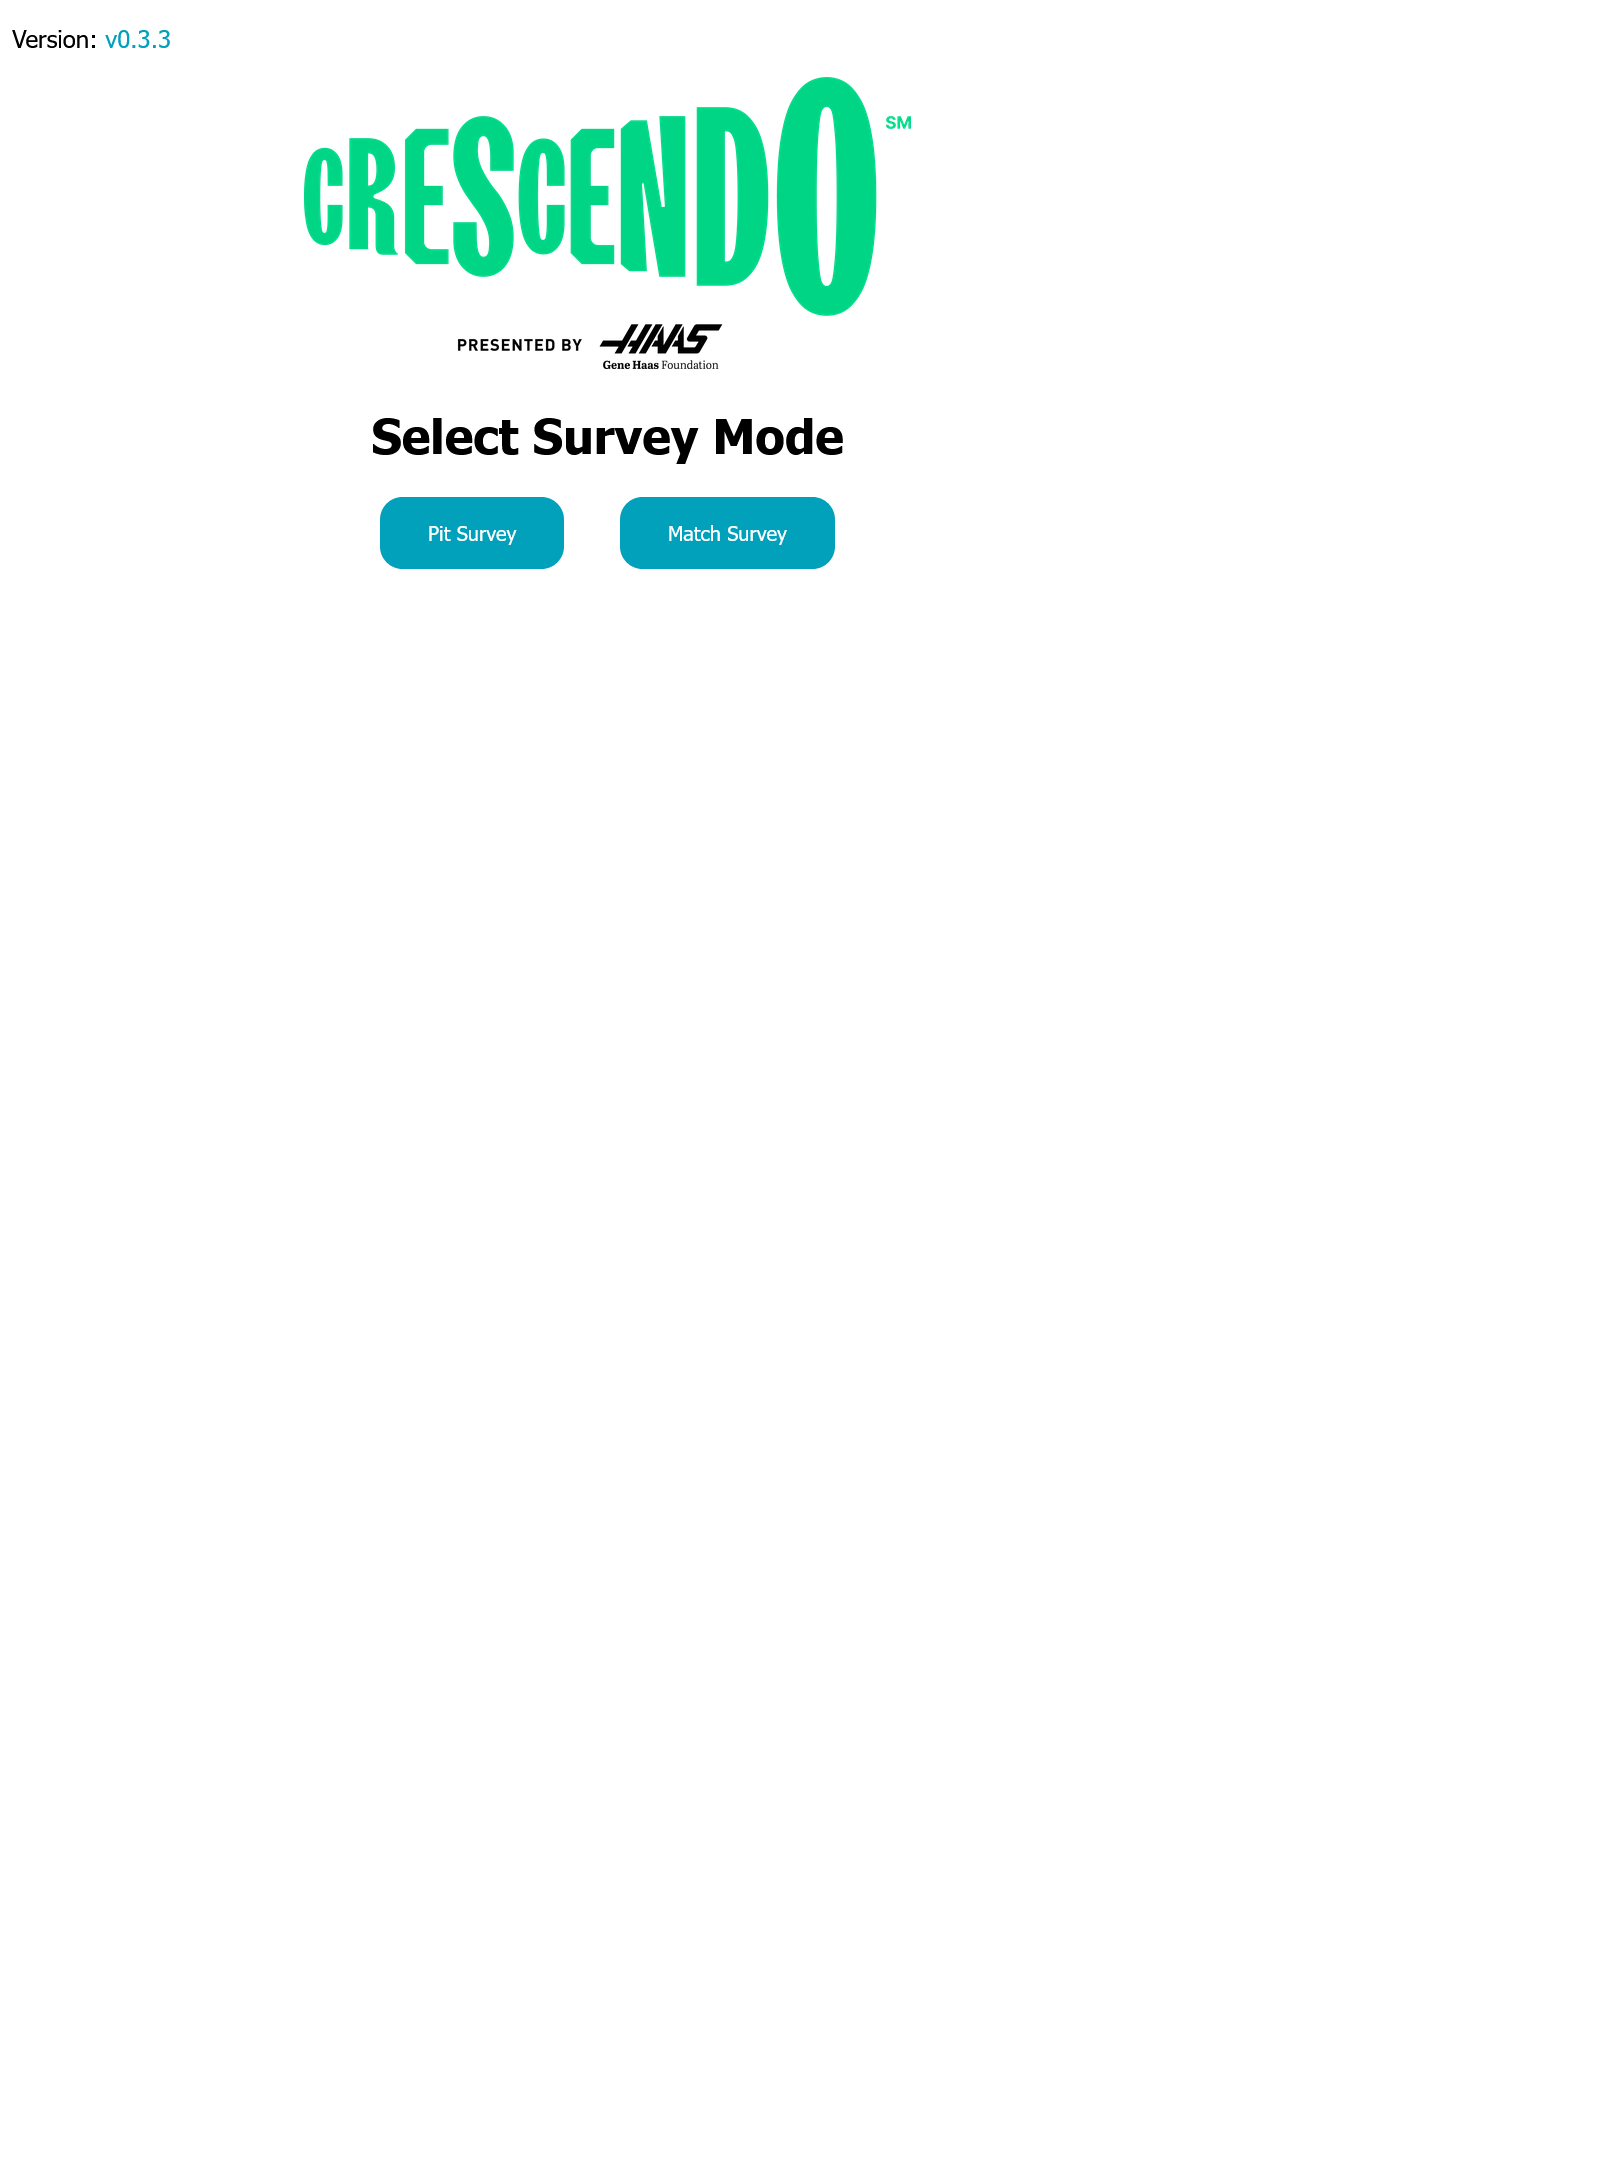 Version: v0.3.3
CRESCENDO SM
PRESENTED BY HAAS
Gene Haas Foundation
Select Survey Mode
Pit Survey Match Survey